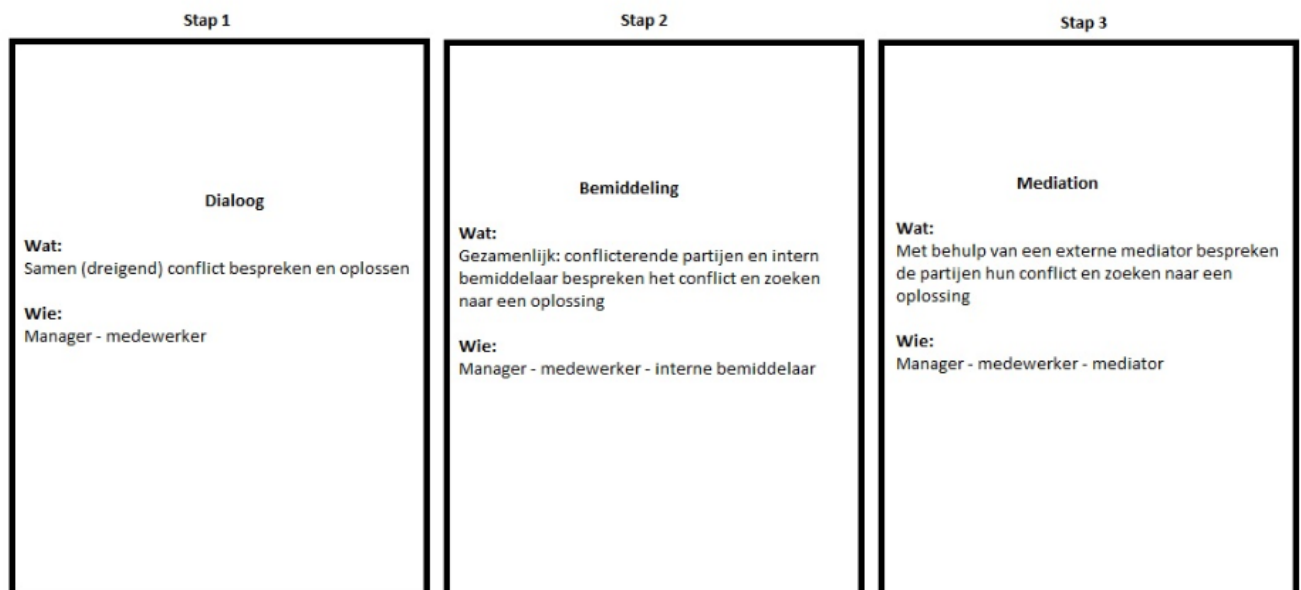 Stap 1
Dialoog
Wat:
Samen (dreigend) conflict bespreken en oplossen
Wie:
Manager - medewerker
Stap 2
Bemiddeling
Wat:
Gezamenlijk: conflicterende partijen en intern
bemiddelaar bespreken het conflict en zoeken
naar een oplossing
Wie:
Manager - medewerker - interne bemiddelaar
Stap 3
Mediation
Wat:
Met behulp van een externe mediator bespreken
de partijen hun conflict en zoeken naar een
oplossing
Wie:
Manager - medewerker - mediator